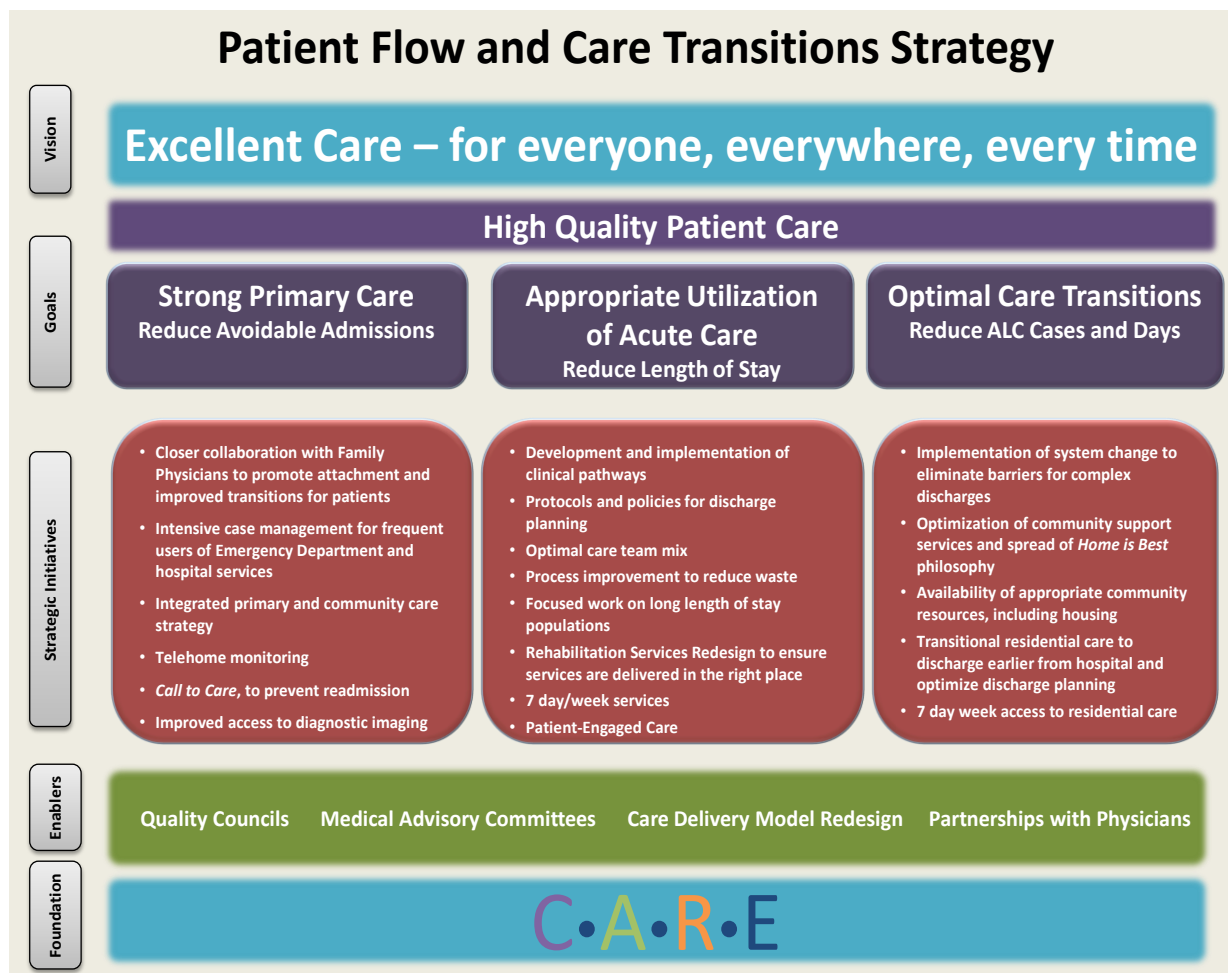 Patient Flow and Care Transitions Strategy
Vision
Excellent Care – for everyone, everywhere, every time
High Quality Patient Care
Goals
Strong Primary Care
Reduce Avoidable Admissions
Appropriate Utilization
of Acute Care
Reduce Length of Stay
Optimal Care Transitions
Reduce ALC Cases and Days
Strategic Initiatives
• Closer collaboration with Family
Physicians to promote attachment and
improved transitions for patients
• Intensive case management for frequent
users of Emergency Department and
hospital services
• Integrated primary and community care
strategy
• Telehome monitoring
• Call to Care, to prevent readmission
• Improved access to diagnostic imaging
• Development and implementation of
clinical pathways
• Protocols and policies for discharge
planning
• Optimal care team mix
• Process improvement to reduce waste
• Focused work on long length of stay
populations
• Rehabilitation Services Redesign to ensure
services are delivered in the right place
• 7 day/week services
• Patient-Engaged Care
• Implementation of system change to
eliminate barriers for complex
discharges
• Optimization of community support
services and spread of Home is Best
philosophy
• Availability of appropriate community
resources, including housing
• Transitional residential care to
discharge earlier from hospital and
optimize discharge planning
• 7 day week access to residential care
Enablers
Quality Councils Medical Advisory Committees Care Delivery Model Redesign Partnerships with Physicians
Foundation
C•A•R•E